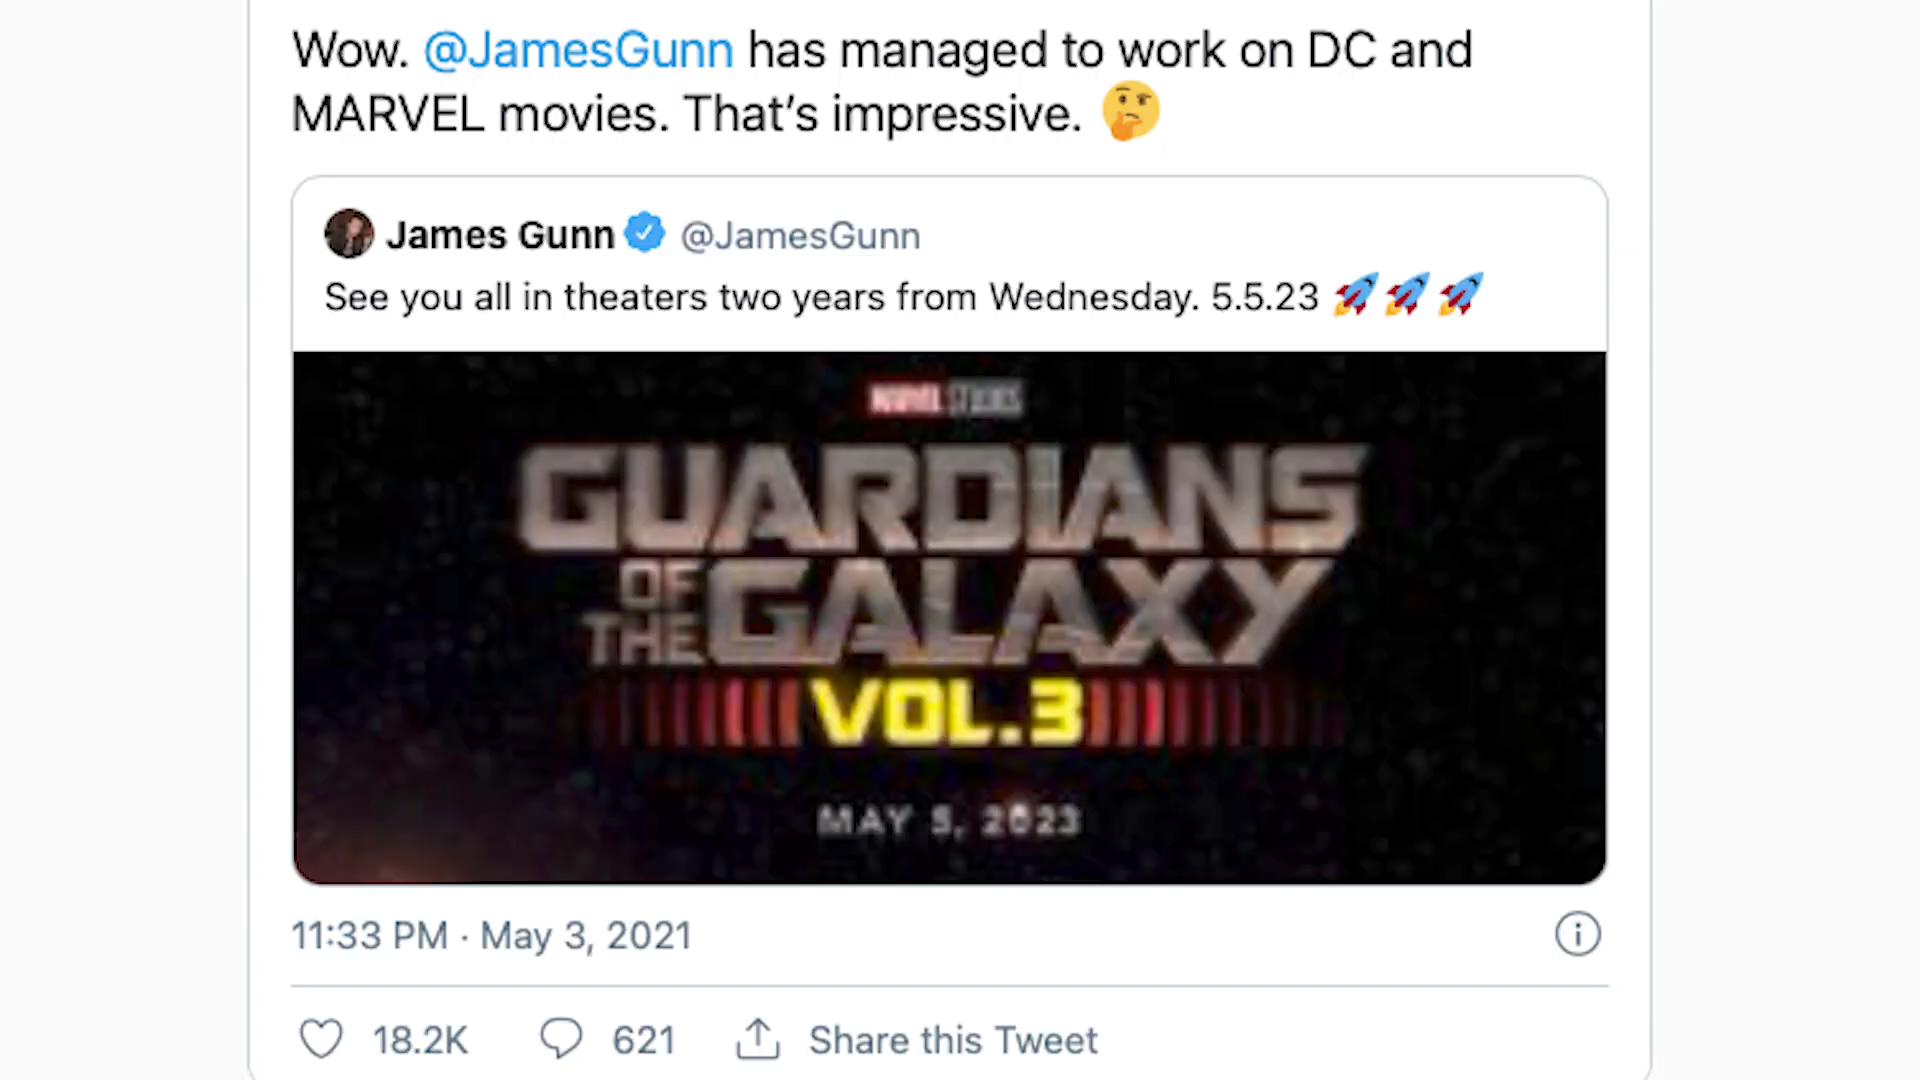 Wow. @JamesGunn has managed to work on DC and
MARVEL movies. That's impressive. 🤔
James Gunn @JamesGunn
See you all in theaters two years from Wednesday. 5.5.23 🚀🚀🚀
MARVEL STUDIOS
GUARDIANS
OF
THE GALAXY
VOL.3
MAY 5, 2023
11:33 PM · May 3, 2021
18.2K 621 Share this Tweet